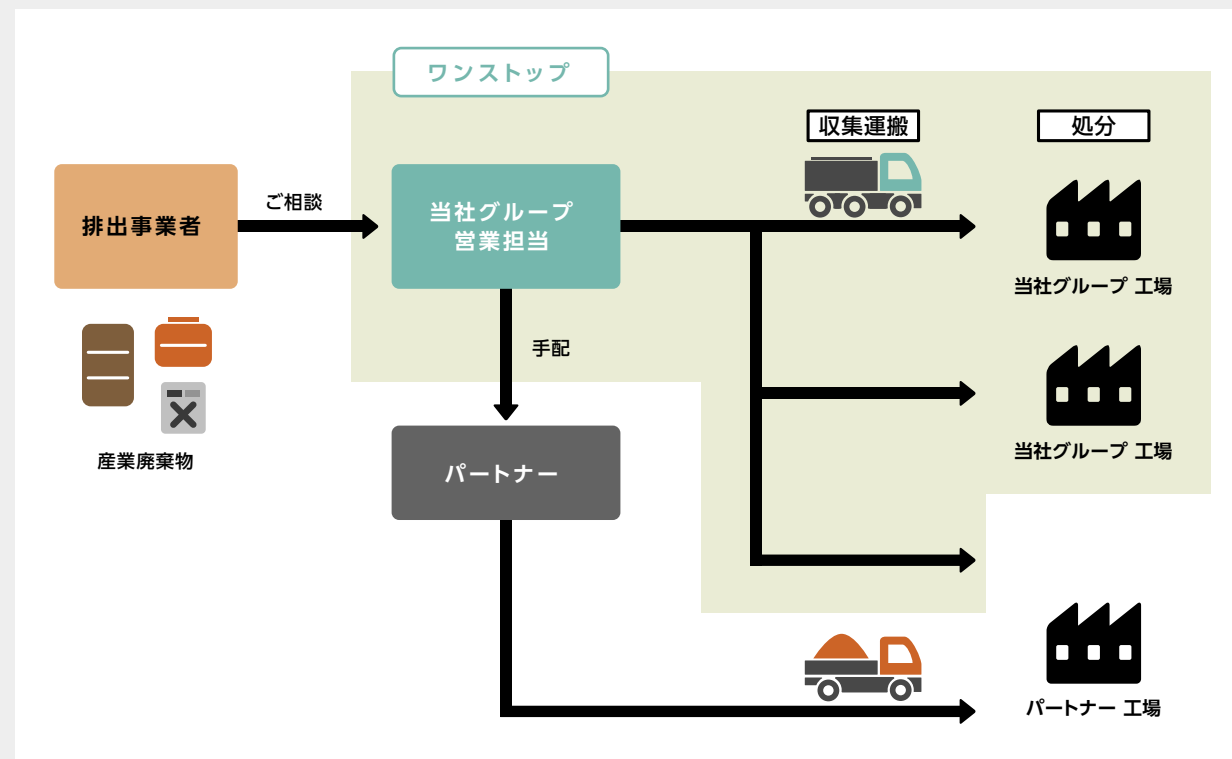 ワンストップ
収集運搬
処分
排出事業者
ご相談
当社グループ
営業担当
当社グループ 工場
手配
産業廃棄物
パートナー
当社グループ 工場
パートナー 工場